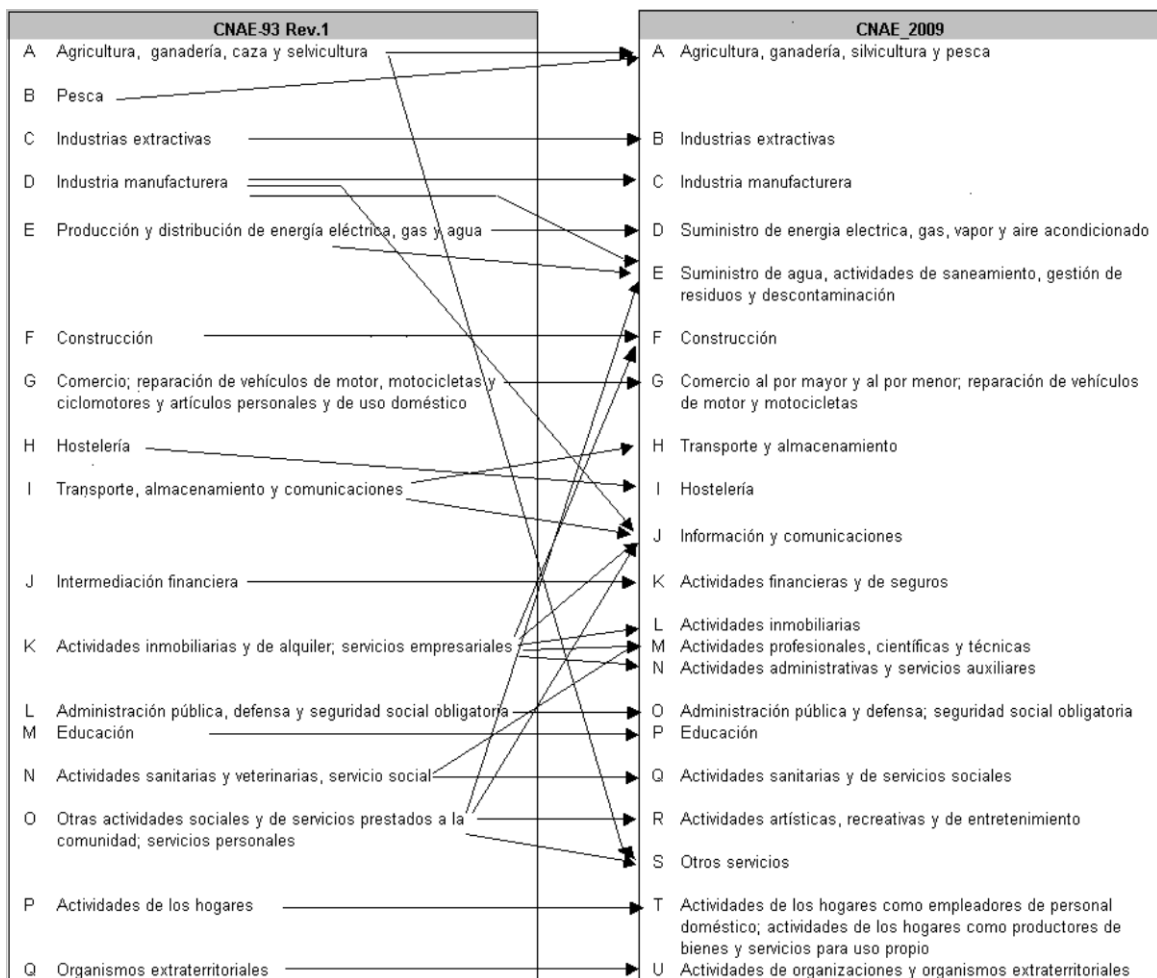 CNAE-93 Rev.1
A Agricultura, ganadería, caza y selvicultura
B Pesca
C Industrias extractivas
D Industria manufacturera
E Producción y distribución de energía eléctrica, gas y agua
F Construcción
G Comercio; reparación de vehículos de motor, motocicletas y
ciclomotores y artículos personales y de uso doméstico
H Hostelería
I Transporte, almacenamiento y comunicaciones
J Intermediación financiera
K Actividades inmobiliarias y de alquiler; servicios empresariales
L Administración pública, defensa y seguridad social obligatoria
M Educación
N Actividades sanitarias y veterinarias, servicio social
O Otras actividades sociales y de servicios prestados a la
comunidad; servicios personales
P Actividades de los hogares
Q Organismos extraterritoriales
CNAE_2009
A Agricultura, ganadería, silvicultura y pesca
B Industrias extractivas
C Industria manufacturera
D Suministro de energia electrica, gas, vapor y aire acondicionado
E Suministro de agua, actividades de saneamiento, gestión de
residuos y descontaminación
F Construcción
G Comercio al por mayor y al por menor; reparación de vehículos
de motor y motocicletas
H Transporte y almacenamiento
I Hostelería
J Información y comunicaciones
K Actividades financieras y de seguros
L Actividades inmobiliarias
M Actividades profesionales, científicas y técnicas
N Actividades administrativas y servicios auxiliares
O Administración pública y defensa; seguridad social obligatoria
P Educación
Q Actividades sanitarias y de servicios sociales
R Actividades artísticas, recreativas y de entretenimiento
S Otros servicios
T Actividades de los hogares como empleadores de personal
doméstico; actividades de los hogares como productores de
bienes y servicios para uso propio
U Actividades de organizaciones y organismos extraterritoriales